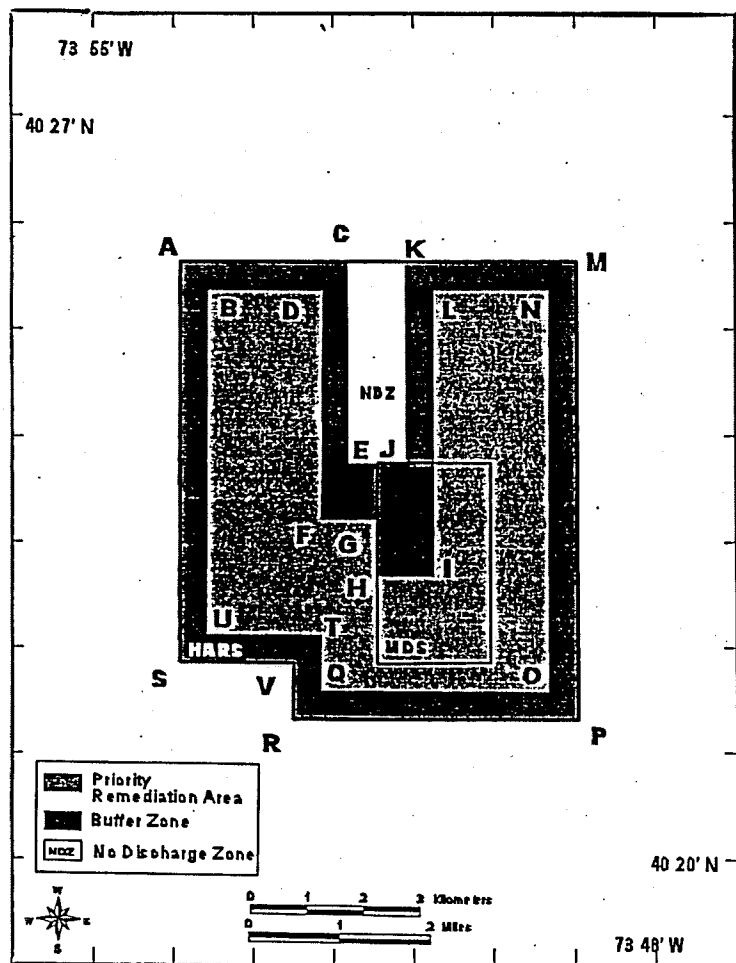 73 55' W
40 27' N
A
C
K
M
B
D
L
N
NDZ
E
J
F
G
H
I
U
T
HARS
MDS
S
V
Q
O
R
P
Priority
Remediation Area
Buffer Zone
NDZ No Discharge Zone
40 20' N
W
W
E
S
0 1 2 3 Kilometers
0 1 2 Miles
73 48' W